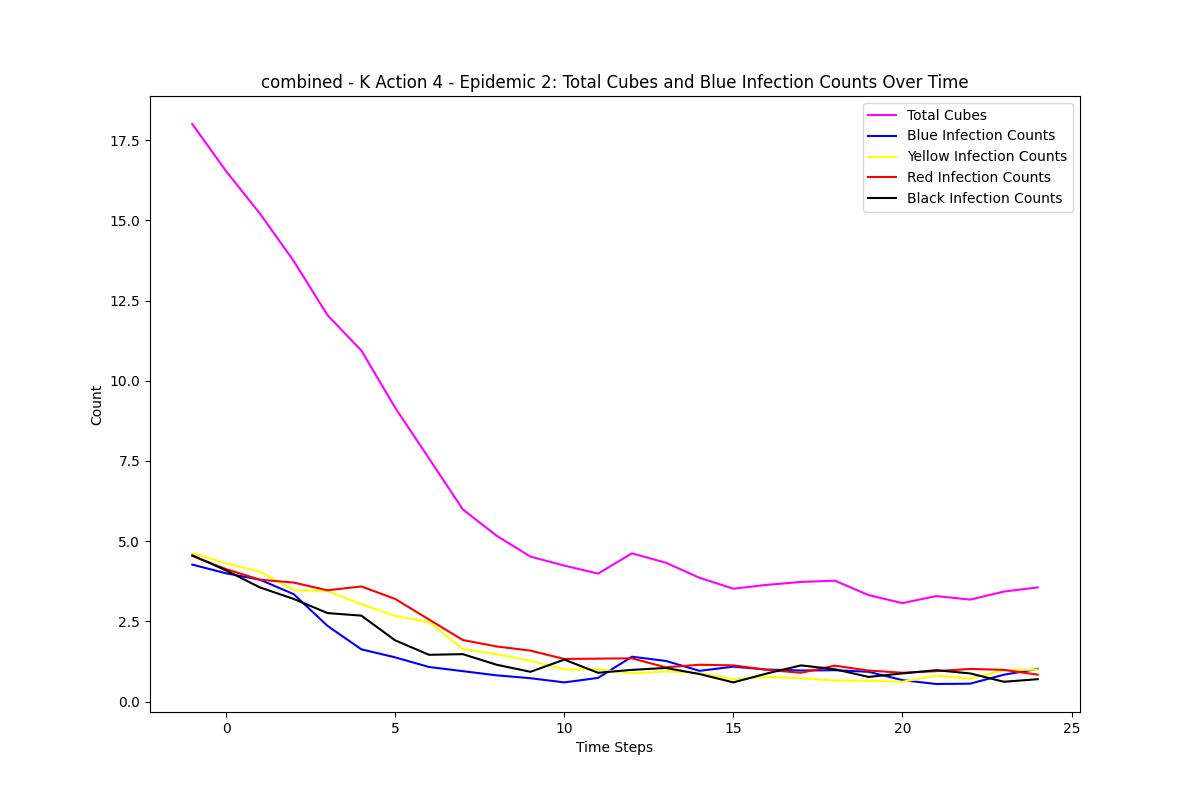 combined - K Action 4 - Epidemic 2: Total Cubes and Blue Infection Counts Over Time
Total Cubes
Blue Infection Counts
Yellow Infection Counts
Red Infection Counts
Black Infection Counts
17.5
15.0
12.5
10.0
7.5
5.0
2.5
0.0
Count
0 5 10 15 20 25
Time Steps